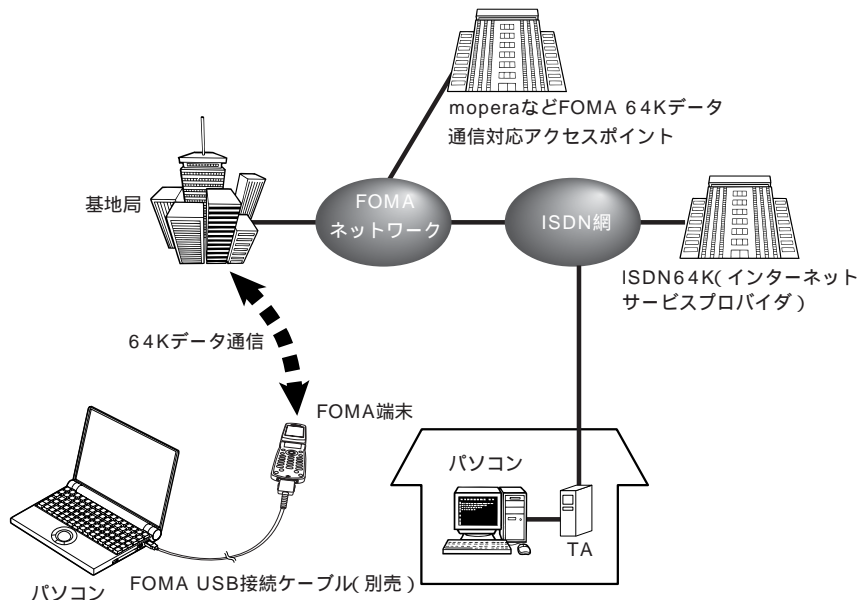 moperaなどFOMA 64Kデータ
通信対応アクセスポイント
基地局
FOMA
ネットワーク
ISDN網
ISDN64K(インターネット
サービスプロバイダ)
64Kデータ通信
FOMA端末
パソコン
TA
パソコン
FOMA USB接続ケーブル(別売)